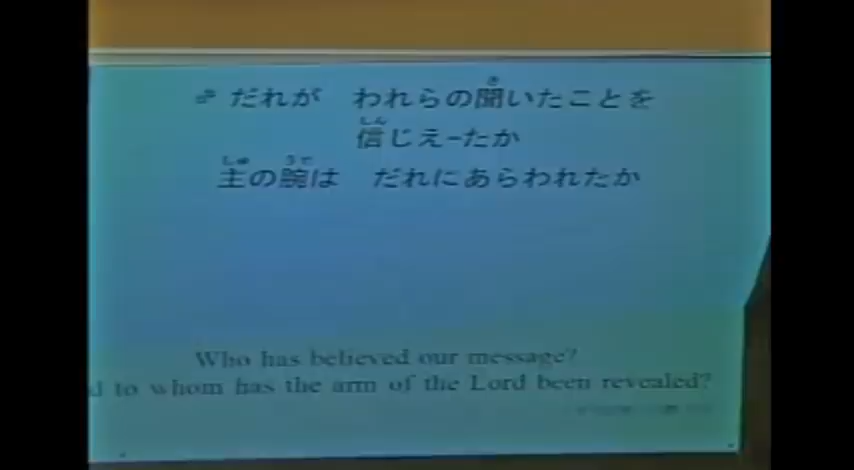 だれが　われらの聞いたことを
信じえーたか
主の腕は　だれにあらわれたか
Who has believed our message?
to whom has the arm of the Lord been revealed?